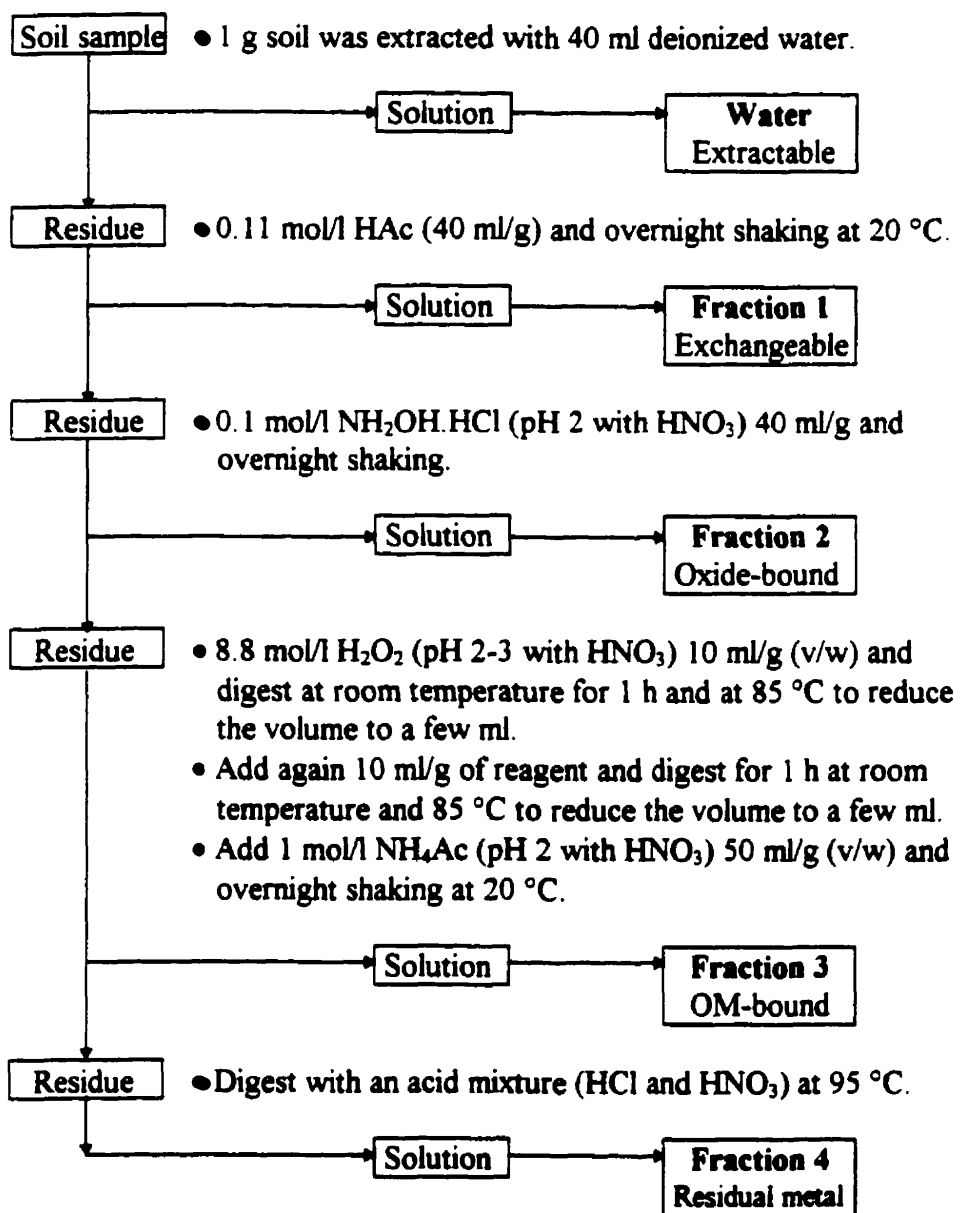 Soil sample • 1 g soil was extracted with 40 ml deionized water.
Solution
Water
Extractable
Residue • 0.11 mol/l HAc (40 ml/g) and overnight shaking at 20 °C.
Solution
Fraction 1
Exchangeable
Residue • 0.1 mol/l NH₂OH.HCl (pH 2 with HNO₃) 40 ml/g and
overnight shaking.
Solution
Fraction 2
Oxide-bound
Residue • 8.8 mol/l H₂O₂ (pH 2-3 with HNO₃) 10 ml/g (v/w) and
digest at room temperature for 1 h and at 85 °C to reduce
the volume to a few ml.
• Add again 10 ml/g of reagent and digest for 1 h at room
temperature and 85 °C to reduce the volume to a few ml.
• Add 1 mol/l NH₄Ac (pH 2 with HNO₃) 50 ml/g (v/w) and
overnight shaking at 20 °C.
Solution
Fraction 3
OM-bound
Residue • Digest with an acid mixture (HCl and HNO₃) at 95 °C.
Solution
Fraction 4
Residual metal